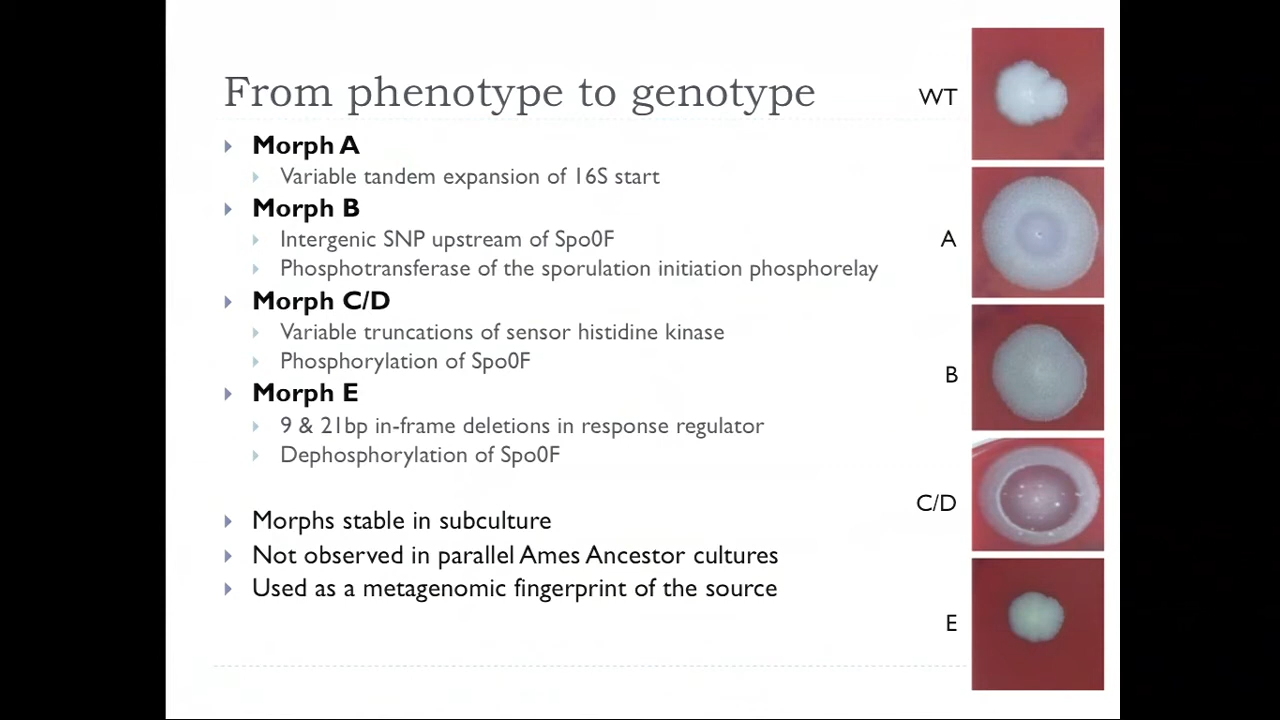 From phenotype to genotype
Morph A
Variable tandem expansion of 16S start
Morph B
Intergenic SNP upstream of Spo0F
Phosphotransferase of the sporulation initiation phosphorelay
Morph C/D
Variable truncations of sensor histidine kinase
Phosphorylation of Spo0F
Morph E
9 & 21bp in-frame deletions in response regulator
Dephosphorylation of Spo0F
Morphs stable in subculture
Not observed in parallel Ames Ancestor cultures
Used as a metagenomic fingerprint of the source
WT
A
B
C/D
E